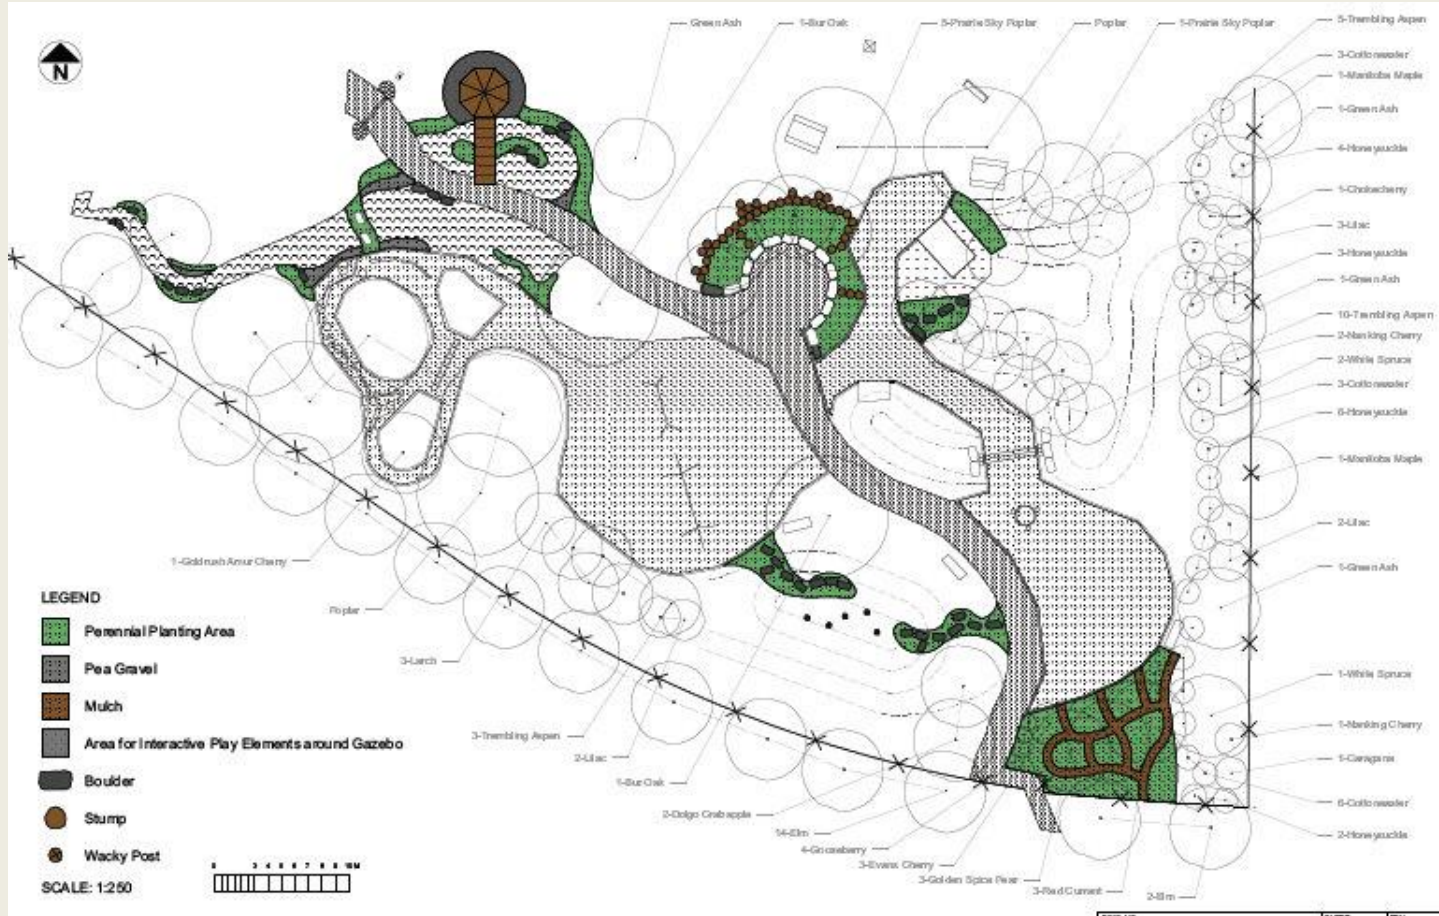 N
Green Ash
1-Bur Oak
5-Prairie Sky Poplar
Poplar
1-Prairie Sky Poplar
5-Trembling Aspen
3-Cotoneaster
1-Manitoba Maple
1-Green Ash
4-Honeysuckle
1-Chokecherry
3-Lilac
3-Honeysuckle
1-Green Ash
10-Trembling Aspen
2-Nanking Cherry
2-White Spruce
3-Cotoneaster
6-Honeysuckle
1-Manitoba Maple
2-Lilac
1-Green Ash
1-White Spruce
1-Nanking Cherry
1-Caragana
6-Cotoneaster
2-Honeysuckle
1-Goldrush Amur Cherry
Poplar
3-Larch
3-Trembling Aspen
2-Lilac
1-Bur Oak
2-Dolgo Crabapple
14-Elm
4-Gooseberry
3-Evans Cherry
3-Golden Spice Pear
3-Red Currant
2-Elm
LEGEND
Perennial Planting Area
Pea Gravel
Mulch
Area for Interactive Play Elements around Gazebo
Boulder
Stump
Wacky Post
SCALE: 1:250